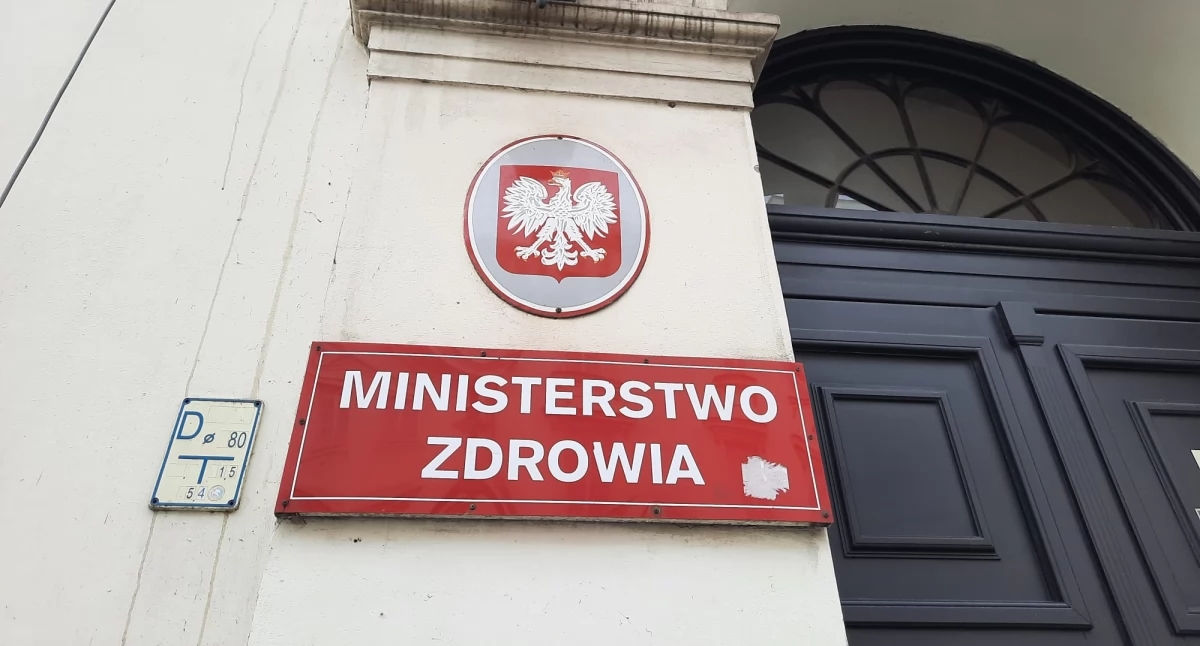 MINISTERSTWO
ZDROWIA
D ⌀ 80
1,5
5,4